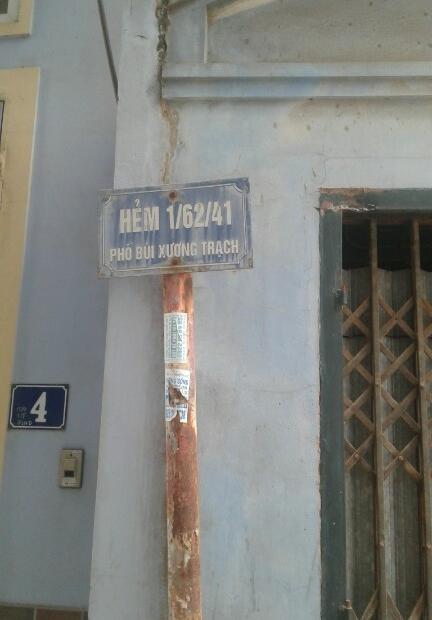 HẺM 1/62/41
PHỐ BÙI XƯƠNG TRẠCH
4